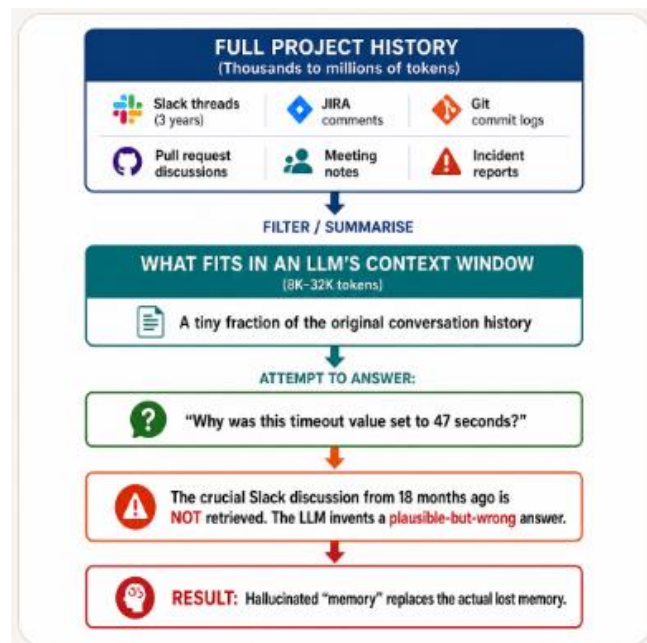 FULL PROJECT HISTORY
(Thousands to millions of tokens)
Slack threads
(3 years)
JIRA
comments
Git
commit logs
Pull request
discussions
Meeting
notes
Incident
reports
FILTER / SUMMARISE
WHAT FITS IN AN LLM'S CONTEXT WINDOW
(8K–32K tokens)
A tiny fraction of the original conversation history
ATTEMPT TO ANSWER:
“Why was this timeout value set to 47 seconds?”
The crucial Slack discussion from 18 months ago is
NOT retrieved. The LLM invents a plausible-but-wrong answer.
RESULT: Hallucinated “memory” replaces the actual lost memory.